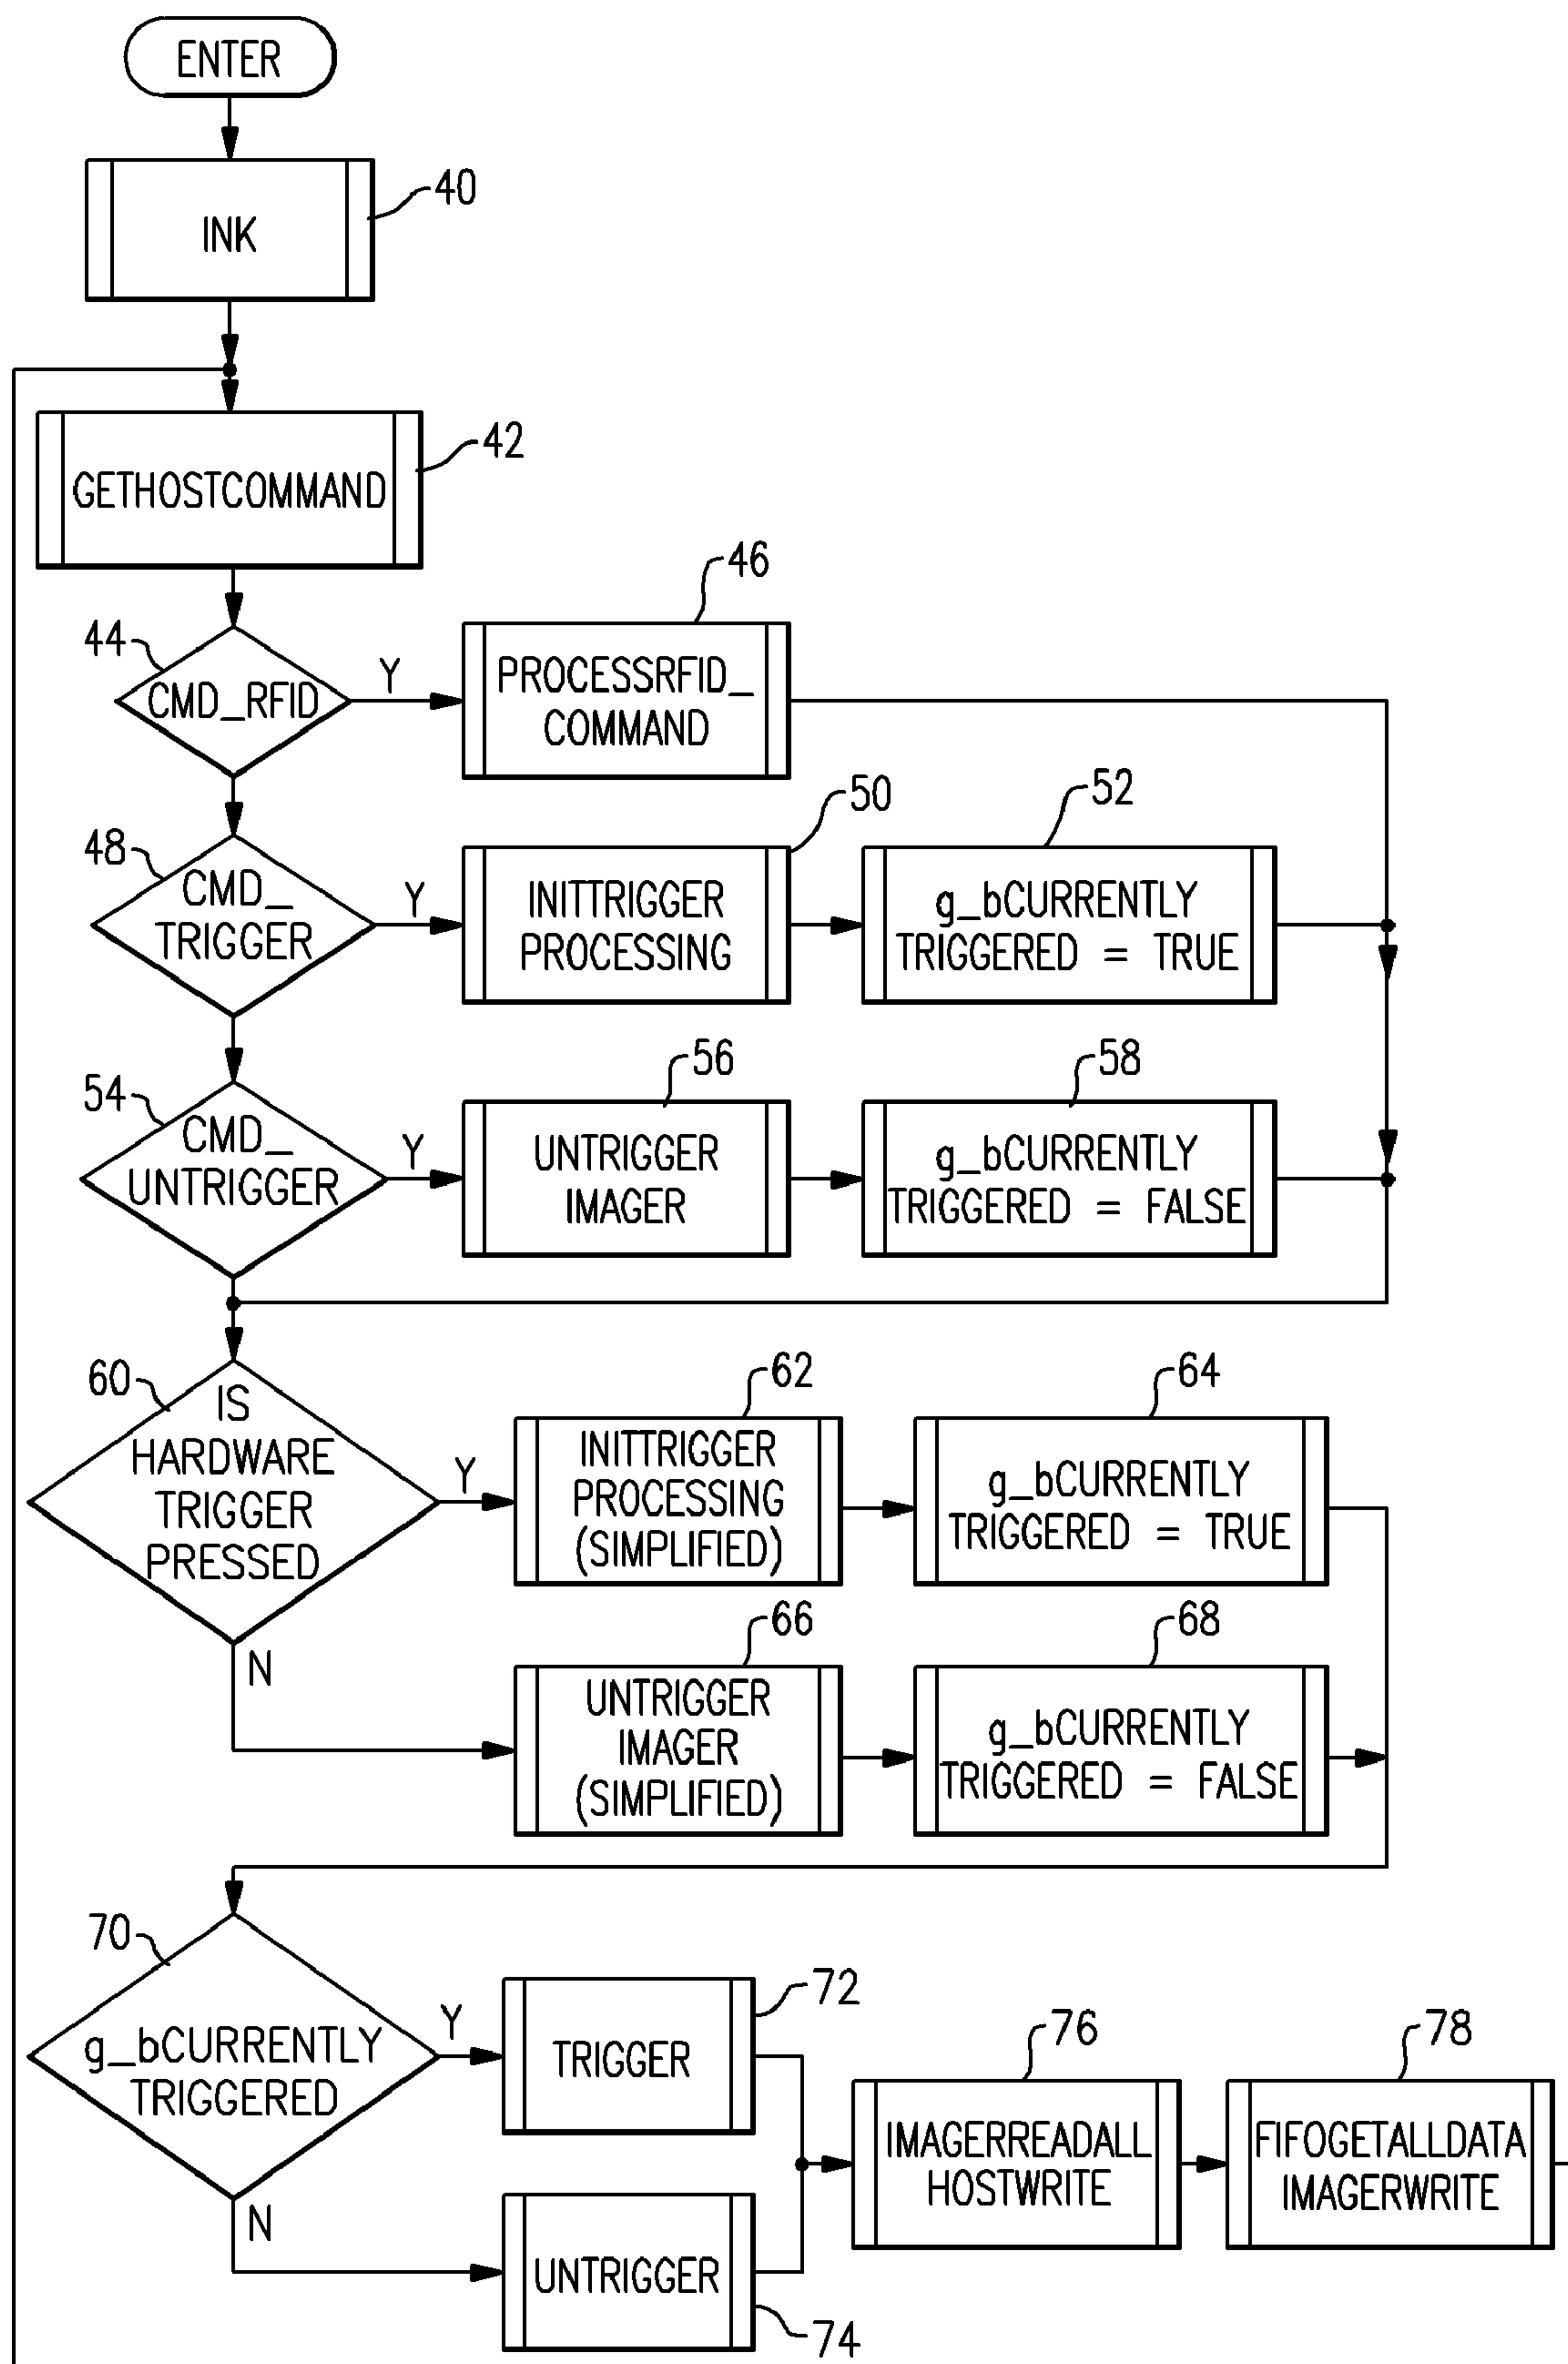 ENTER
INK
40
GETHOSTCOMMAND
42
44
CMD_RFID
Y
PROCESSRFID_
COMMAND
46
48
CMD_
TRIGGER
Y
INITTRIGGER
PROCESSING
50
g_bCURRENTLY
TRIGGERED = TRUE
52
54
CMD_
UNTRIGGER
Y
UNTRIGGER
IMAGER
56
g_bCURRENTLY
TRIGGERED = FALSE
58
60
IS
HARDWARE
TRIGGER
PRESSED
Y
INITTRIGGER
PROCESSING
(SIMPLIFIED)
62
g_bCURRENTLY
TRIGGERED = TRUE
64
N
UNTRIGGER
IMAGER
(SIMPLIFIED)
66
g_bCURRENTLY
TRIGGERED = FALSE
68
70
g_bCURRENTLY
TRIGGERED
Y
TRIGGER
72
N
UNTRIGGER
74
IMAGERREADALL
HOSTWRITE
76
FIFOGETALLDATA
IMAGERWRITE
78